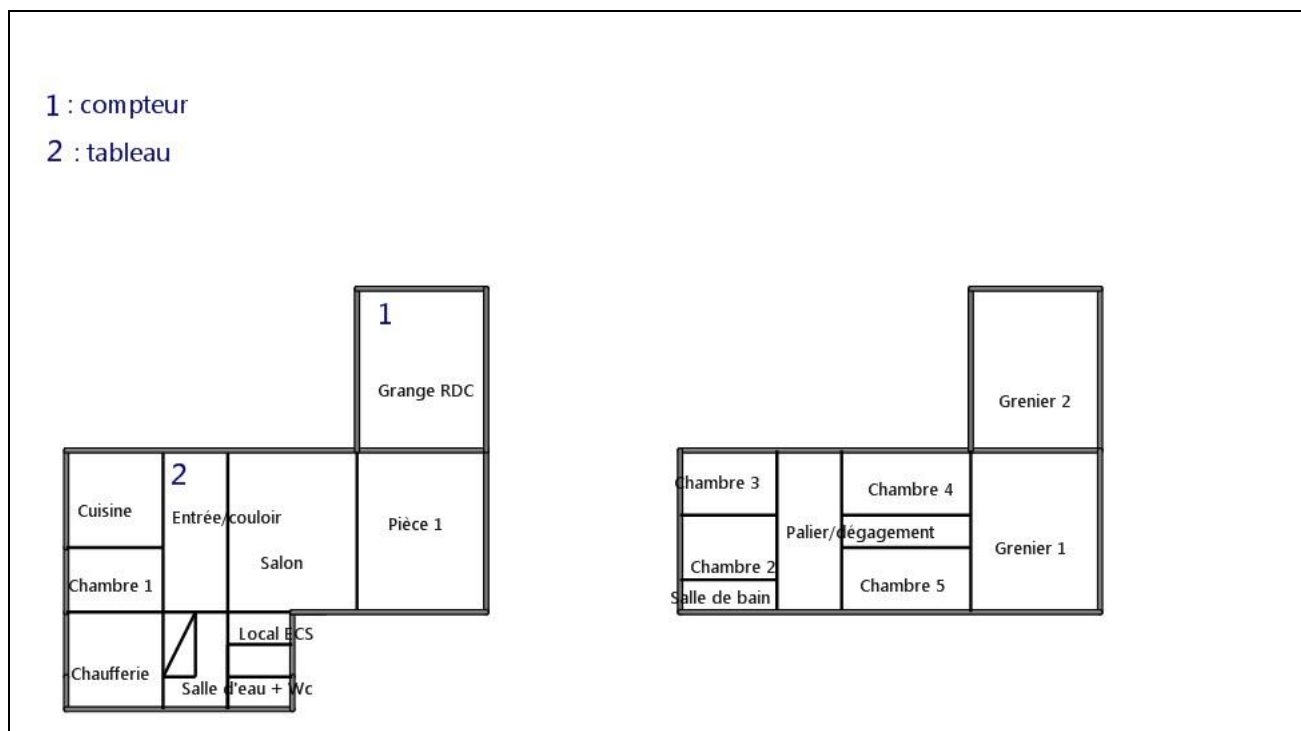 1 : compteur
2 : tableau
1
Grange RDC
2
Cuisine
Entrée/couloir
Pièce 1
Salon
Chambre 1
Local ECS
Chaufferie
Salle d'eau + Wc
Grenier 2
Chambre 3
Chambre 4
Palier/dégagement
Grenier 1
Chambre 2
Chambre 5
Salle de bain